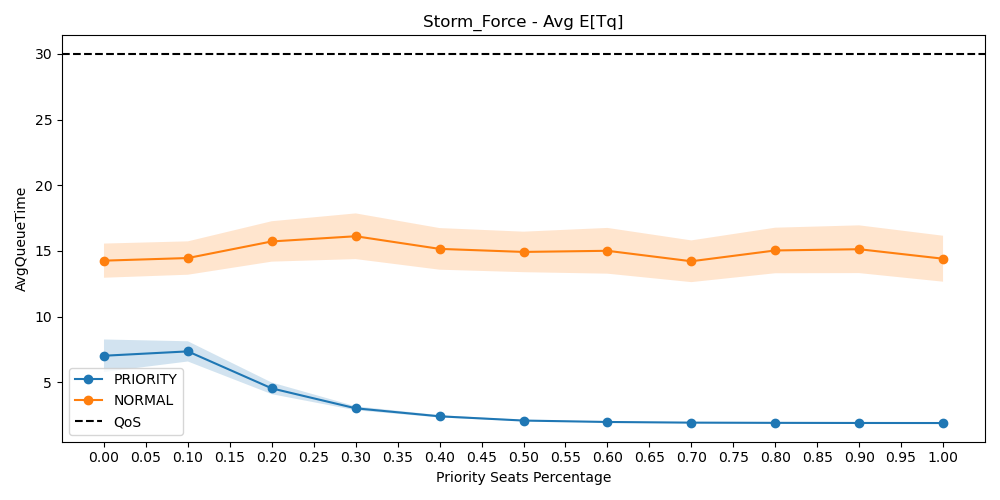 Storm_Force - Avg E[Tq]
AvgQueueTime
30
25
20
15
10
5
PRIORITY
NORMAL
QoS
0.00 0.05 0.10 0.15 0.20 0.25 0.30 0.35 0.40 0.45 0.50 0.55 0.60 0.65 0.70 0.75 0.80 0.85 0.90 0.95 1.00
Priority Seats Percentage